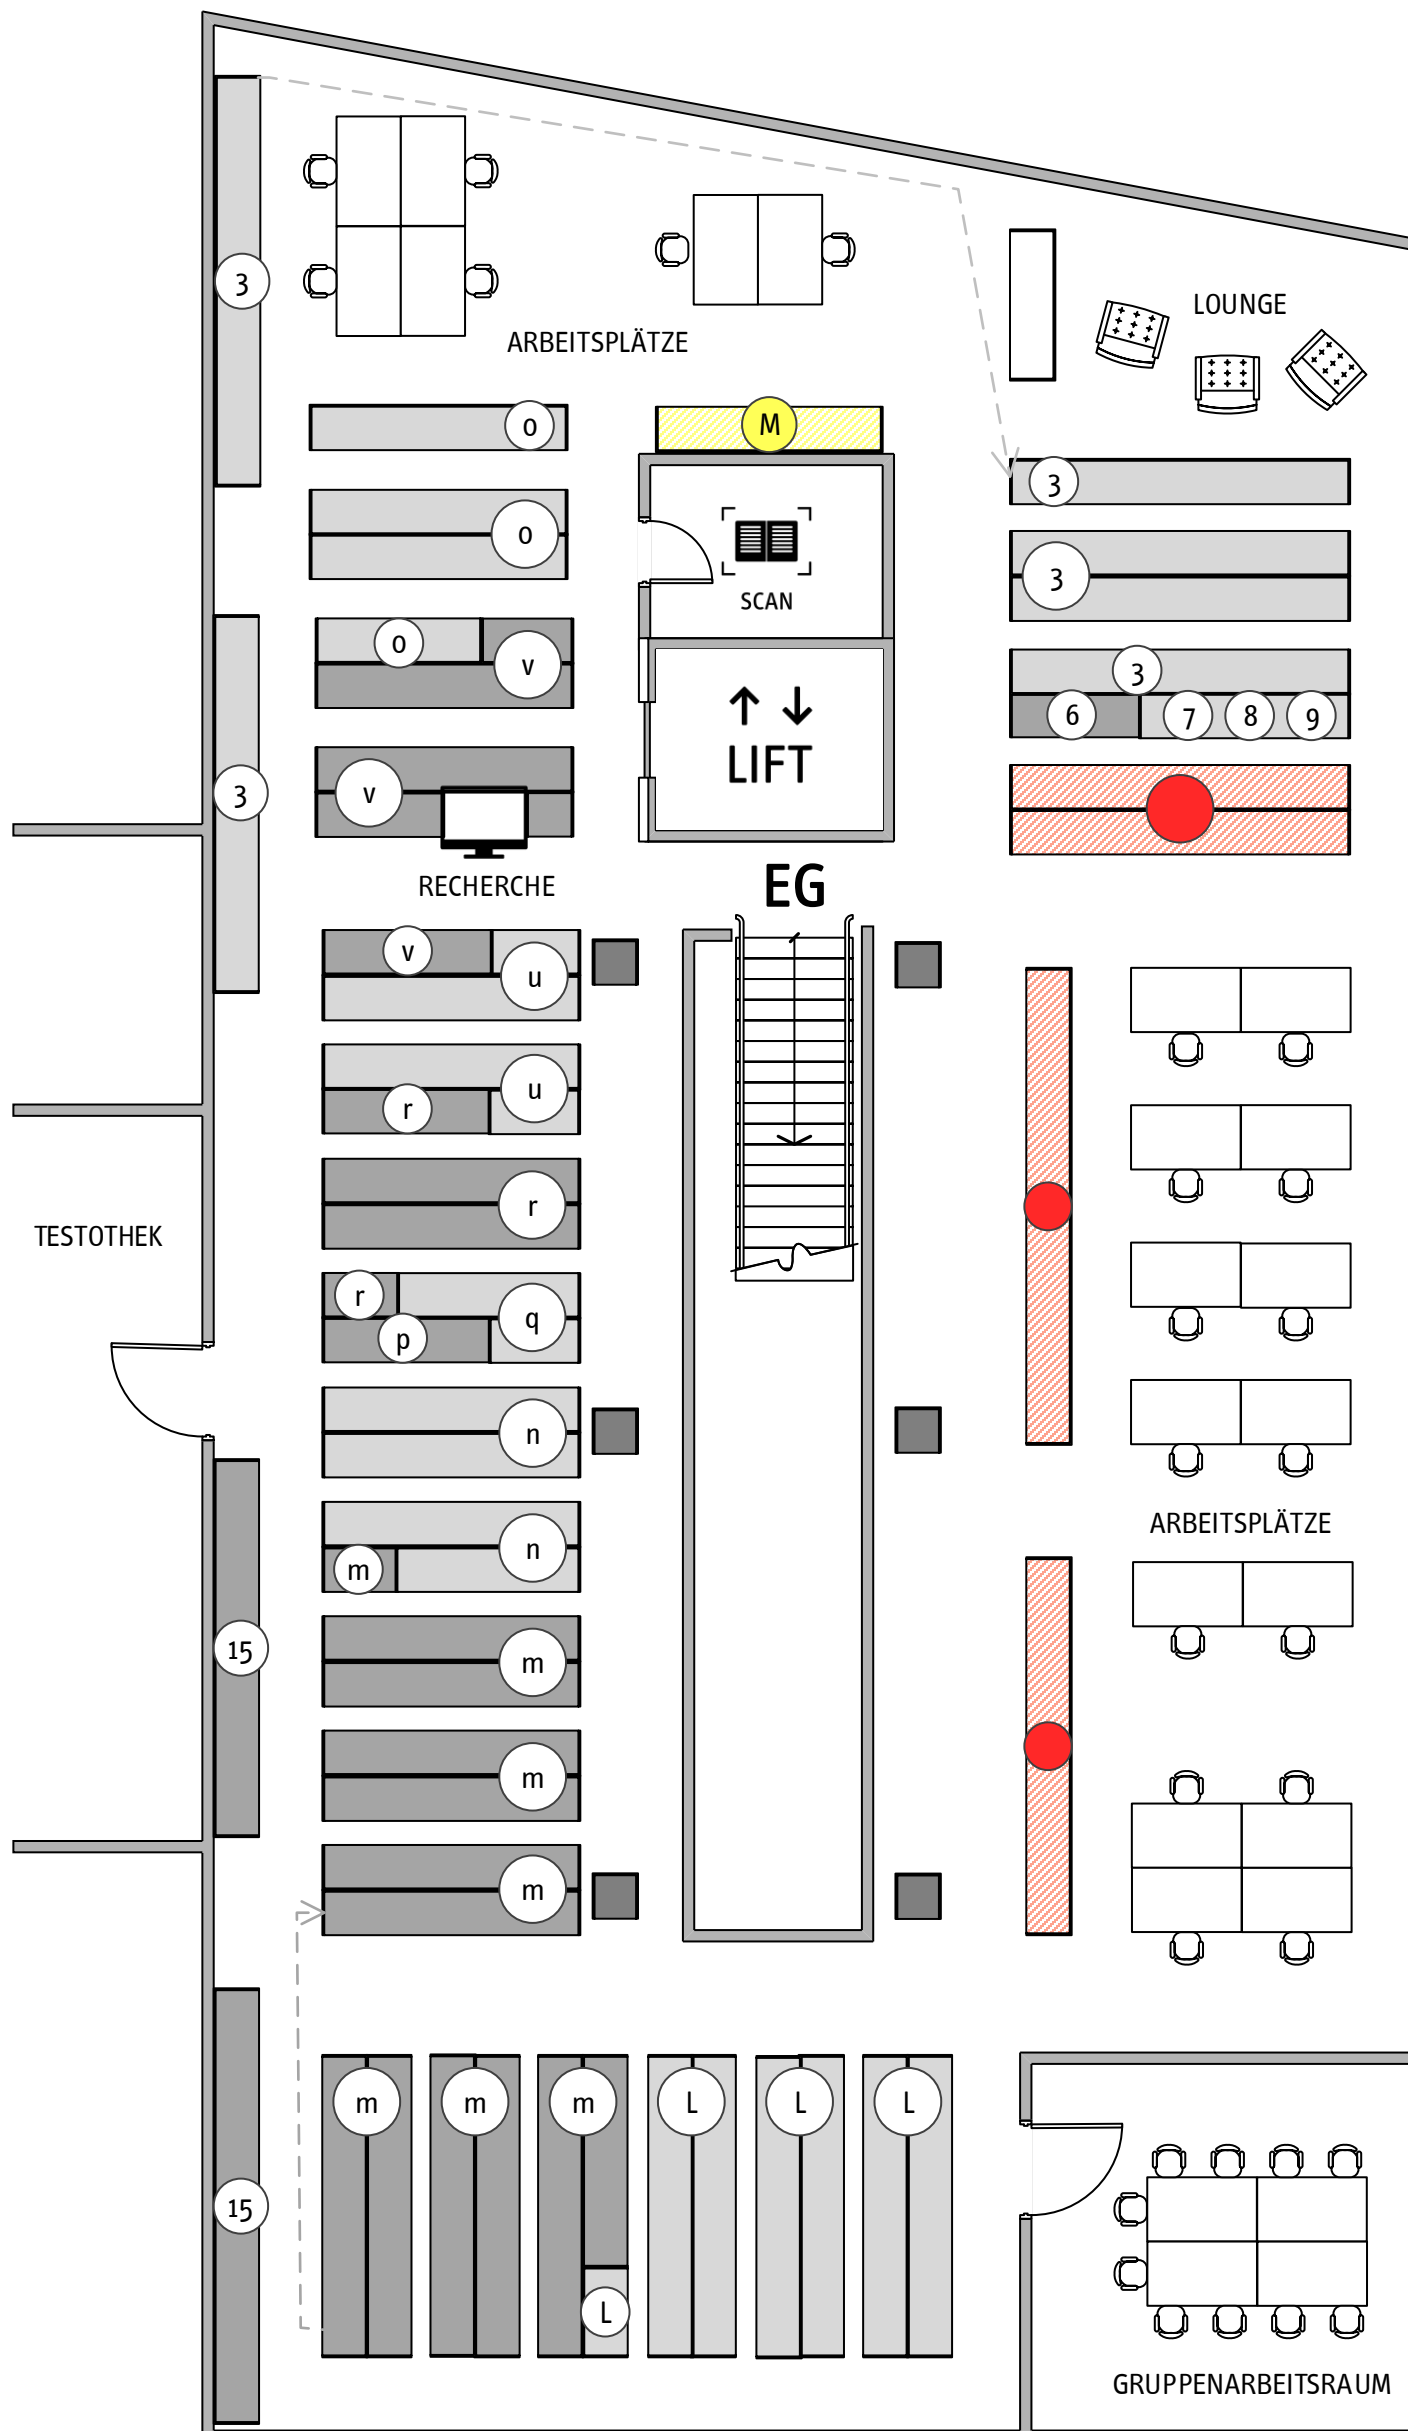 3
ARBEITSPLÄTZE
LOUNGE
o
M
3
o
SCAN
3
o
v
3
6
7
8
9
3
v
LIFT
RECHERCHE
EG
v
u
u
r
r
TESTOTHEK
r
q
p
n
ARBEITSPLÄTZE
n
m
15
m
m
m
m
m
m
L
L
L
15
L
GRUPPENARBEITSRAUM